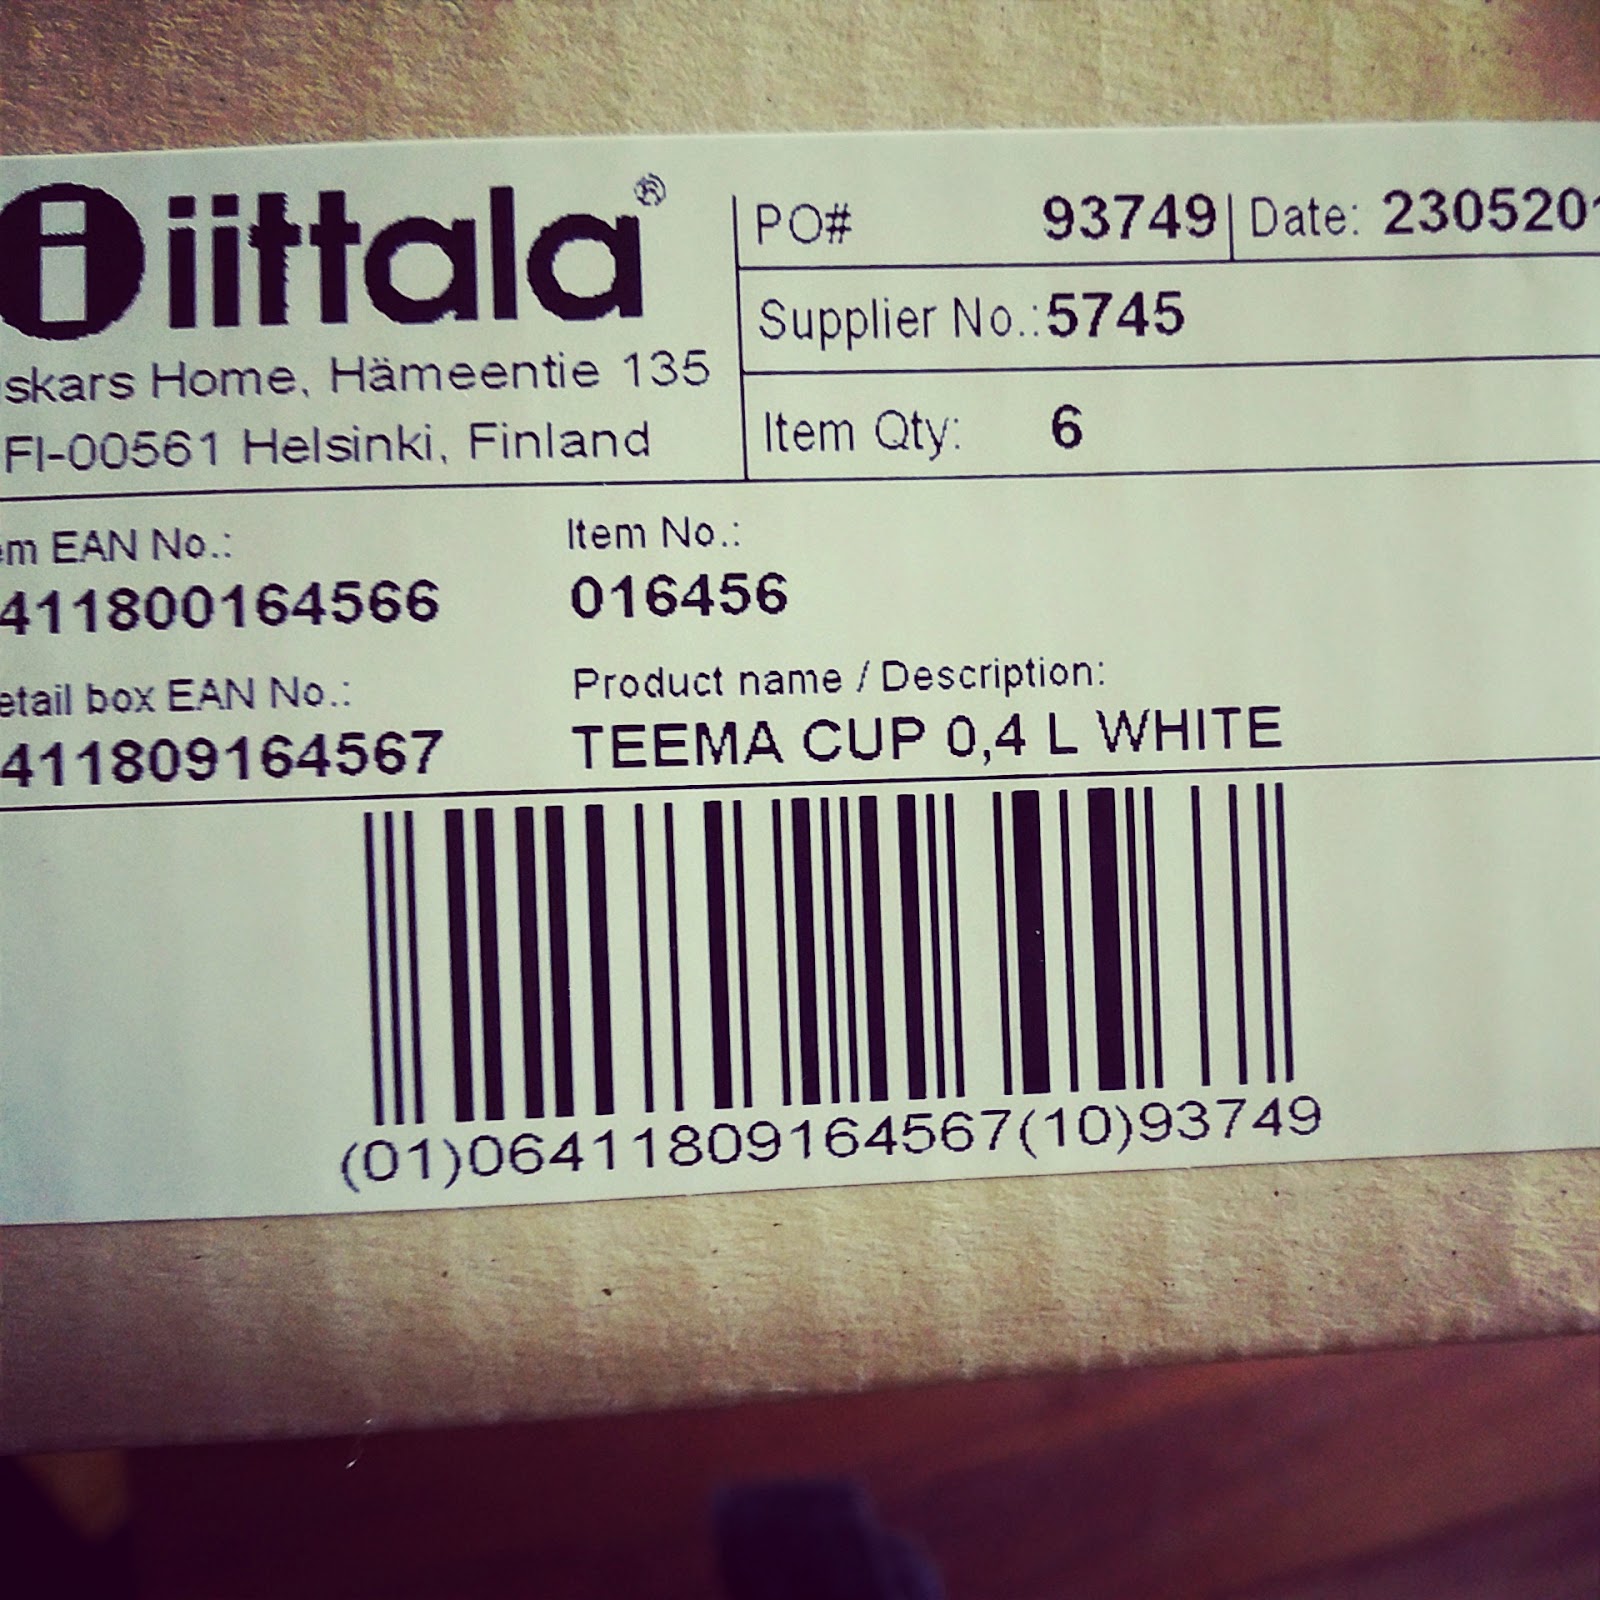 iittala®
PO# 93749 Date: 2305201
Supplier No.: 5745
Item Qty: 6
iskars Home, Hämeentie 135
FI-00561 Helsinki, Finland
em EAN No.:
411800164566
Item No.:
016456
etail box EAN No.:
411809164567
Product name / Description:
TEEMA CUP 0,4 L WHITE
(01)06411809164567(10)93749